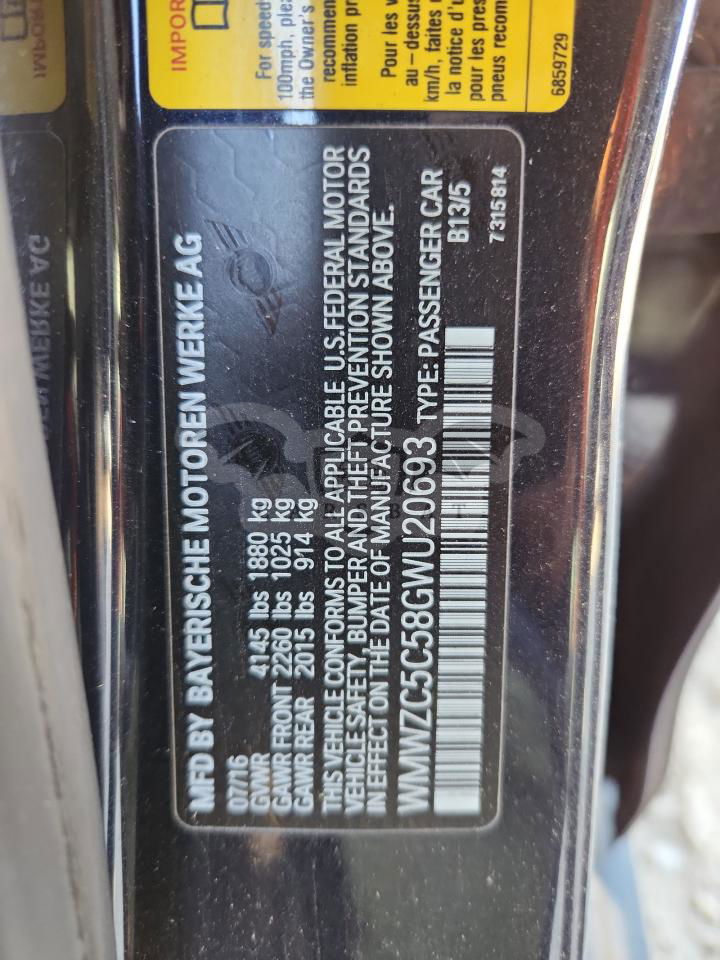 IMPOR
For speed
100mph, plea
the Owner's
recommen
inflation pr
Pour les v
au-dessus
km/h, faites
la notice d'u
pour les pres
pneus recom
6859729
MFD BY BAYERISCHE MOTOREN WERKE AG
07/16
GVWR 4145 lbs 1880 kg
GAWR FRONT 2260 lbs 1025 kg
GAWR REAR 2015 lbs 914 kg
THIS VEHICLE CONFORMS TO ALL APPLICABLE U.S.FEDERAL MOTOR
VEHICLE SAFETY, BUMPER AND THEFT PREVENTION STANDARDS
IN EFFECT ON THE DATE OF MANUFACTURE SHOWN ABOVE.
WMWZC5C58GWU20693 TYPE: PASSENGER CAR
B13/5
7315814